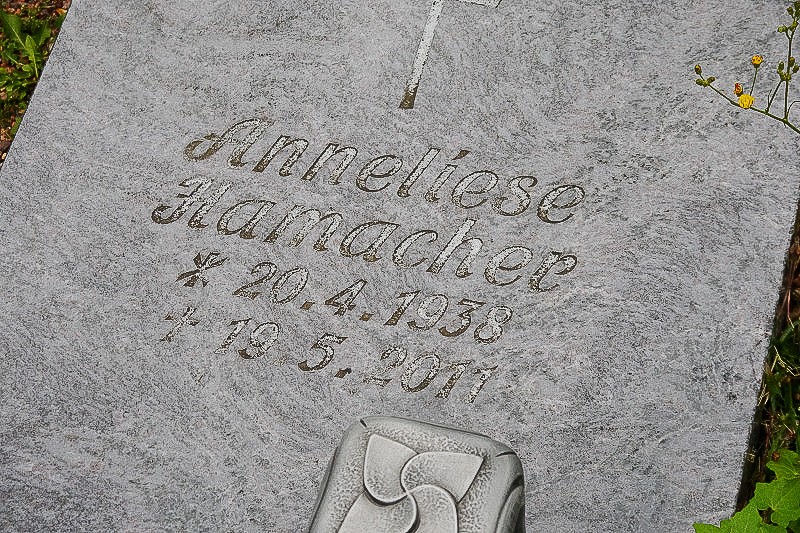 Anneliese
Hamacher
* 20. 4. 1938
† 19. 5. 2011